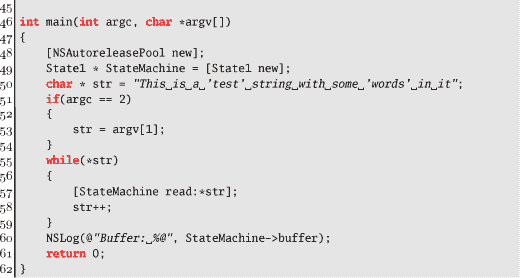 45
46 int main(int argc, char *argv[])
47 {
48     [NSAutoreleasePool new];
49     State1 * StateMachine = [State1 new];
50     char * str = "This␣is␣a␣'test'␣string␣with␣some␣'words'␣in␣it";
51     if(argc == 2)
52     {
53         str = argv[1];
54     }
55     while(*str)
56     {
57         [StateMachine read:*str];
58         str++;
59     }
60     NSLog(@"Buffer:␣%@", StateMachine->buffer);
61     return 0;
62 }